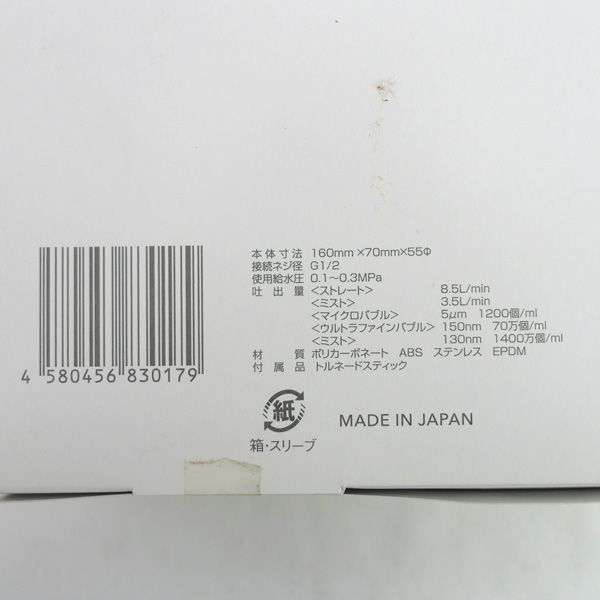 本体寸法 160mm×70mm×55Φ
接続ネジ径 G1/2
使用給水圧 0.1〜0.3MPa
吐出量 <ストレート> 8.5L/min
<ミスト> 3.5L/min
<マイクロバブル> 5μm 1200個/ml
<ウルトラファインバブル> 150nm 70万個/ml
<ミスト> 130nm 1400万個/ml
材質 ポリカーボネート ABS ステンレス EPDM
付属品 トルネードスティック
4 580456 830179
紙
箱・スリーブ
MADE IN JAPAN